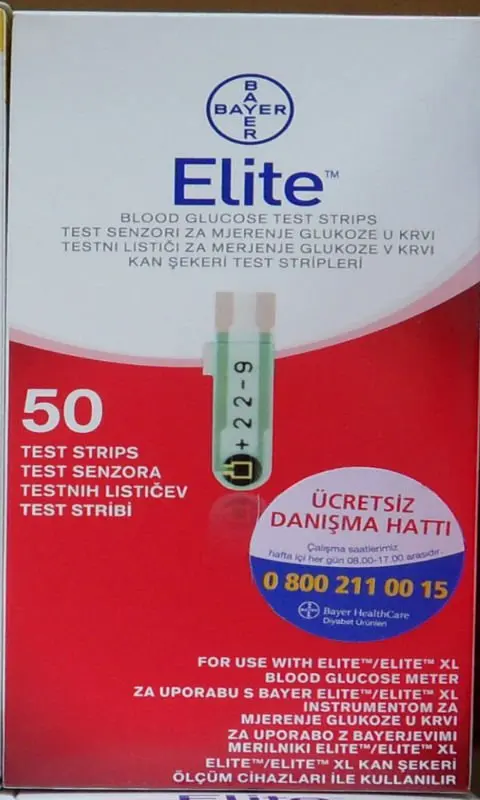 BAYER
BAYER
Elite™
BLOOD GLUCOSE TEST STRIPS
TEST SENZORI ZA MJERENJE GLUKOZE U KRVI
TESTNI LISTIČI ZA MERJENJE GLUKOZE V KRVI
KAN ŞEKERİ TEST STRİPLERİ
+22-9
50
TEST STRIPS
TEST SENZORA
TESTNIH LISTIČEV
TEST STRİBİ
ÜCRETSİZ
DANIŞMA HATTI
Çalışma saatlerimiz
hafta içi her gün 08.00-17.00 arasıdır.
0 800 211 00 15
Bayer HealthCare
Diyabet Ürünleri
FOR USE WITH ELITE™/ELITE™ XL
BLOOD GLUCOSE METER
ZA UPORABU S BAYER ELITE™/ELITE™ XL
INSTRUMENTOM ZA
MJERENJE GLUKOZE U KRVI
ZA UPORABO Z BAYERJEVIMI
MERILNIKI ELITE™/ELITE™ XL
ELITE™/ELITE™ XL KAN ŞEKERİ
ÖLÇÜM CİHAZLARI İLE KULLANILIR
Elite